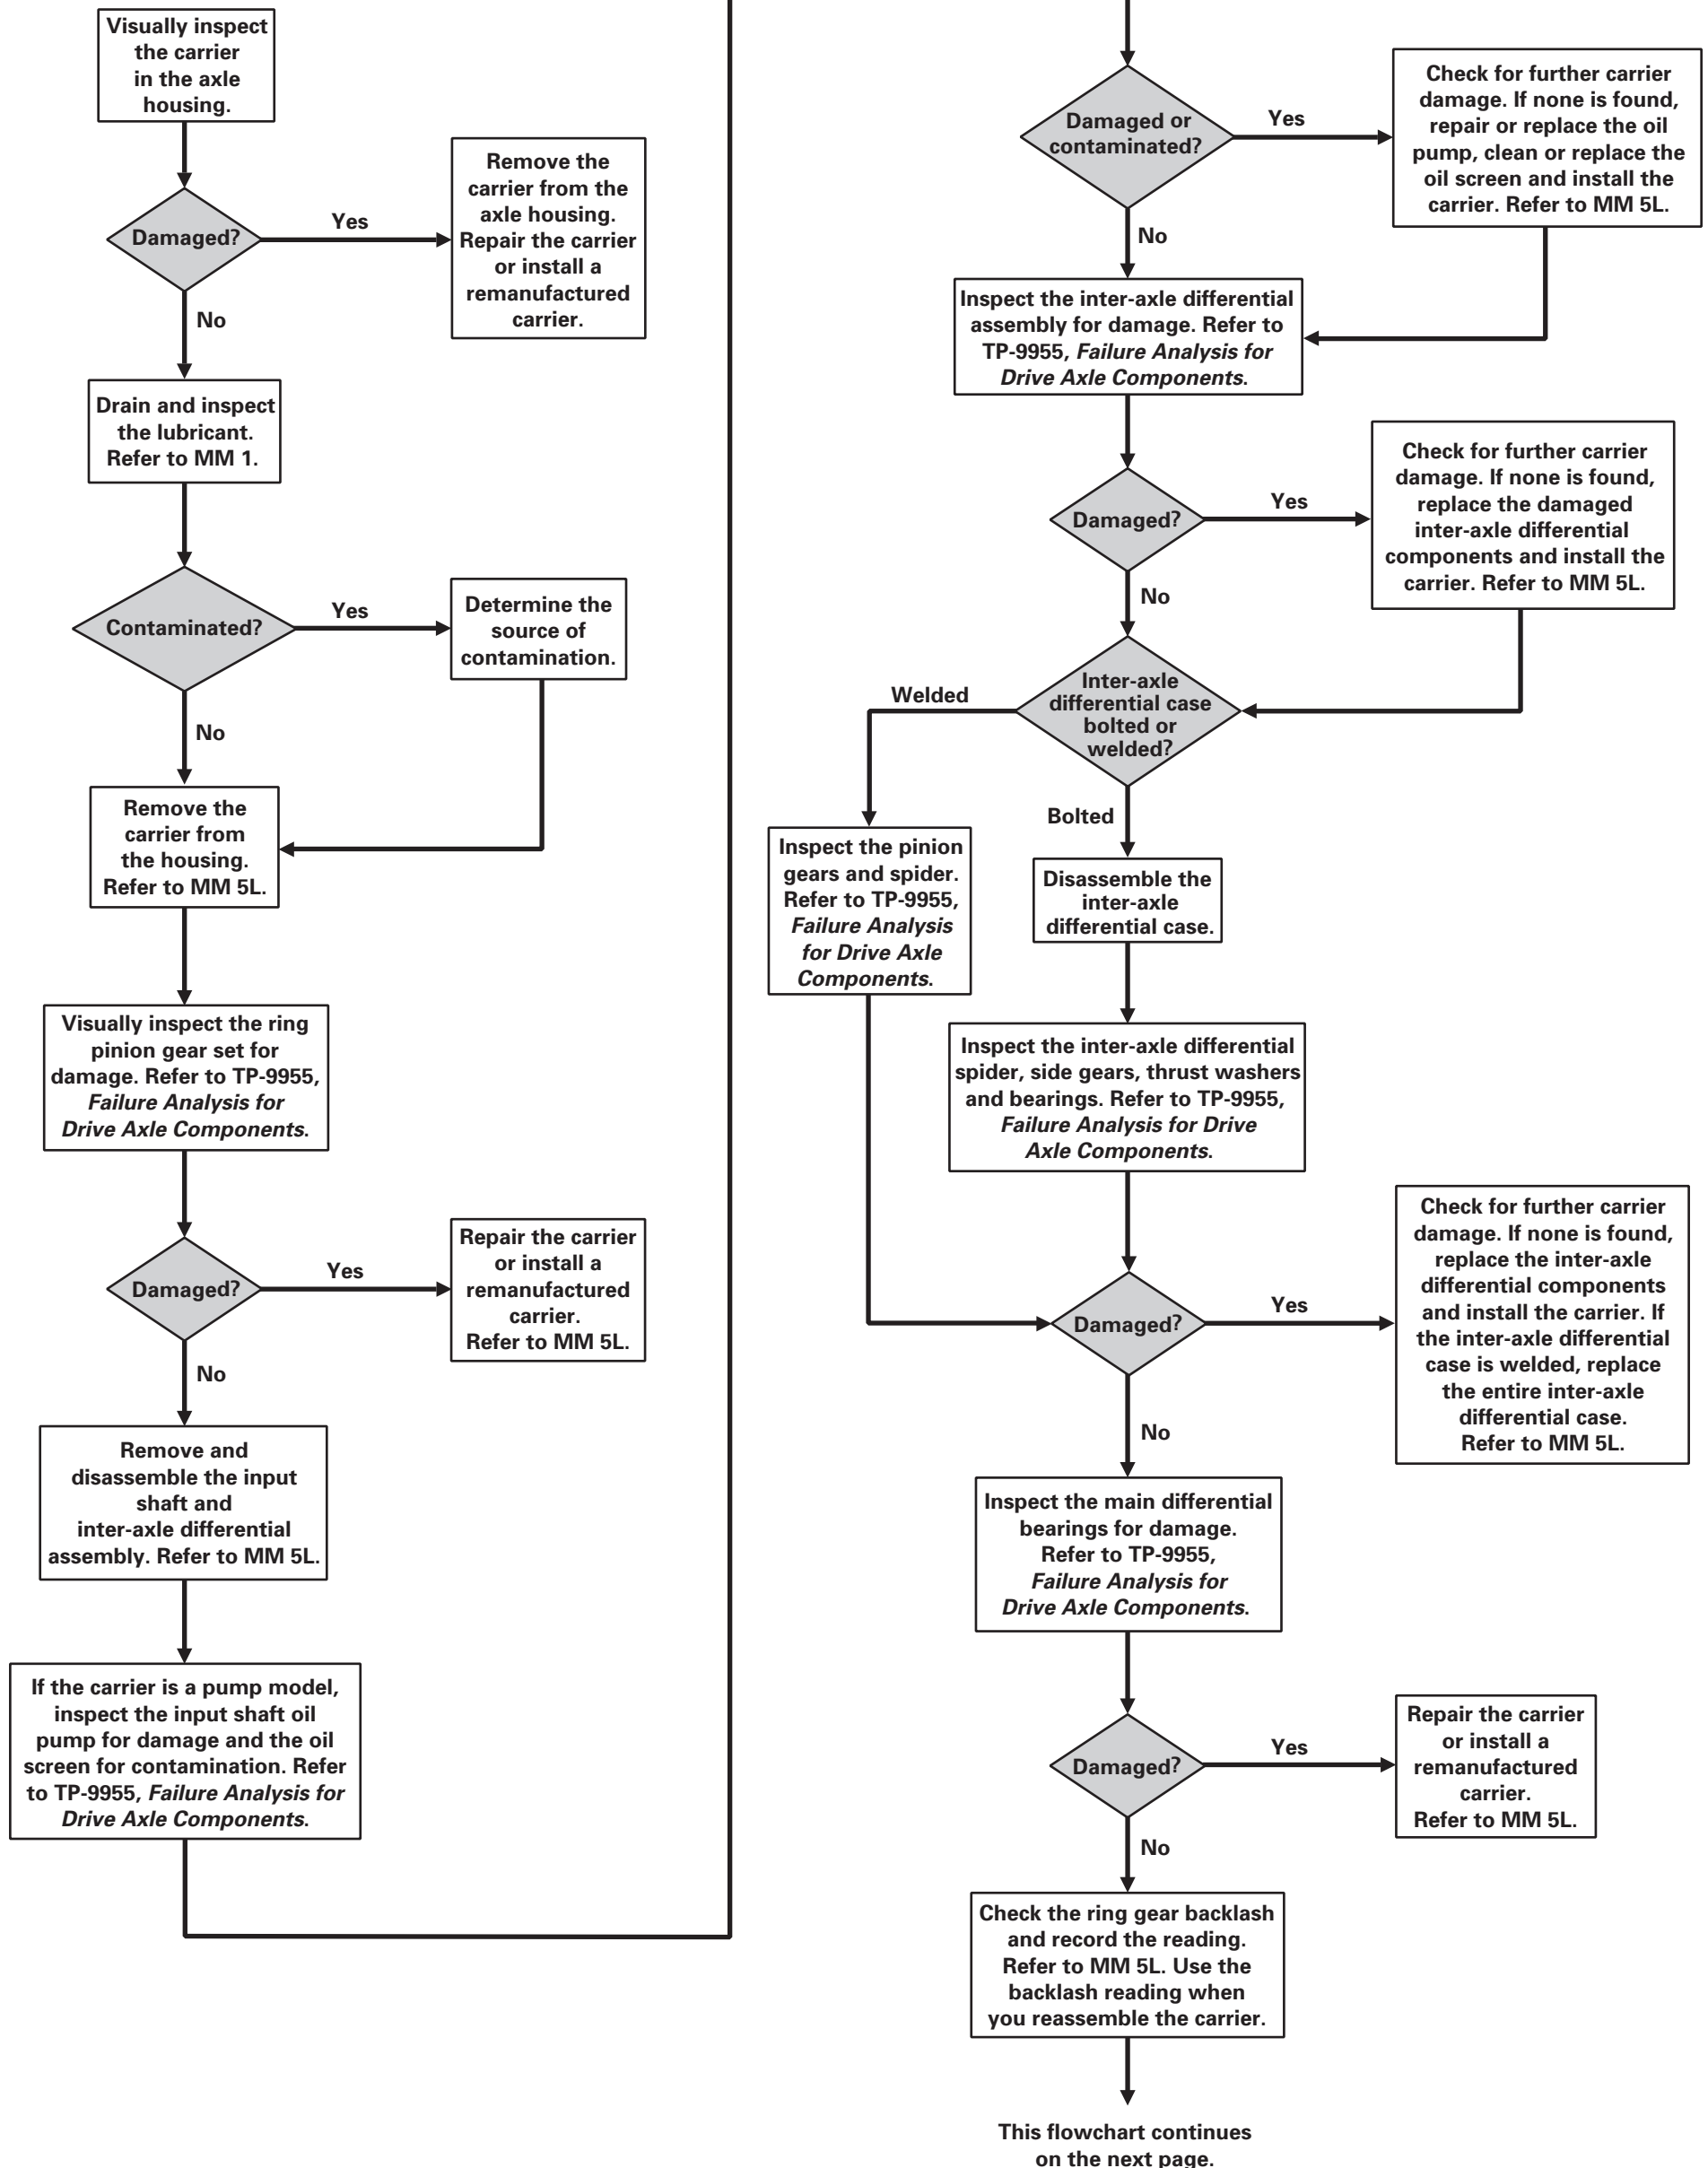 Visually inspect
the carrier
in the axle
housing.
Damaged?
Yes
Remove the
carrier from the
axle housing.
Repair the carrier
or install a
remanufactured
carrier.
No
Drain and inspect
the lubricant.
Refer to MM 1.
Contaminated?
Yes
Determine the
source of
contamination.
No
Remove the
carrier from
the housing.
Refer to MM 5L.
Visually inspect the ring
pinion gear set for
damage. Refer to TP-9955,
Failure Analysis for
Drive Axle Components.
Damaged?
Yes
Repair the carrier
or install a
remanufactured
carrier.
Refer to MM 5L.
No
Remove and
disassemble the input
shaft and
inter-axle differential
assembly. Refer to MM 5L.
If the carrier is a pump model,
inspect the input shaft oil
pump for damage and the oil
screen for contamination. Refer
to TP-9955, Failure Analysis for
Drive Axle Components.
Damaged or
contaminated?
Yes
Check for further carrier
damage. If none is found,
repair or replace the oil
pump, clean or replace the
oil screen and install the
carrier. Refer to MM 5L.
No
Inspect the inter-axle differential
assembly for damage. Refer to
TP-9955, Failure Analysis for
Drive Axle Components.
Damaged?
Yes
Check for further carrier
damage. If none is found,
replace the damaged
inter-axle differential
components and install the
carrier. Refer to MM 5L.
No
Inter-axle
differential case
bolted or
welded?
Welded
Inspect the pinion
gears and spider.
Refer to TP-9955,
Failure Analysis
for Drive Axle
Components.
Bolted
Disassemble the
inter-axle
differential case.
Inspect the inter-axle differential
spider, side gears, thrust washers
and bearings. Refer to TP-9955,
Failure Analysis for Drive
Axle Components.
Damaged?
Yes
Check for further carrier
damage. If none is found,
replace the inter-axle
differential components
and install the carrier. If
the inter-axle differential
case is welded, replace
the entire inter-axle
differential case.
Refer to MM 5L.
No
Inspect the main differential
bearings for damage.
Refer to TP-9955,
Failure Analysis for
Drive Axle Components.
Damaged?
Yes
Repair the carrier
or install a
remanufactured
carrier.
Refer to MM 5L.
No
Check the ring gear backlash
and record the reading.
Refer to MM 5L. Use the
backlash reading when
you reassemble the carrier.
This flowchart continues
on the next page.